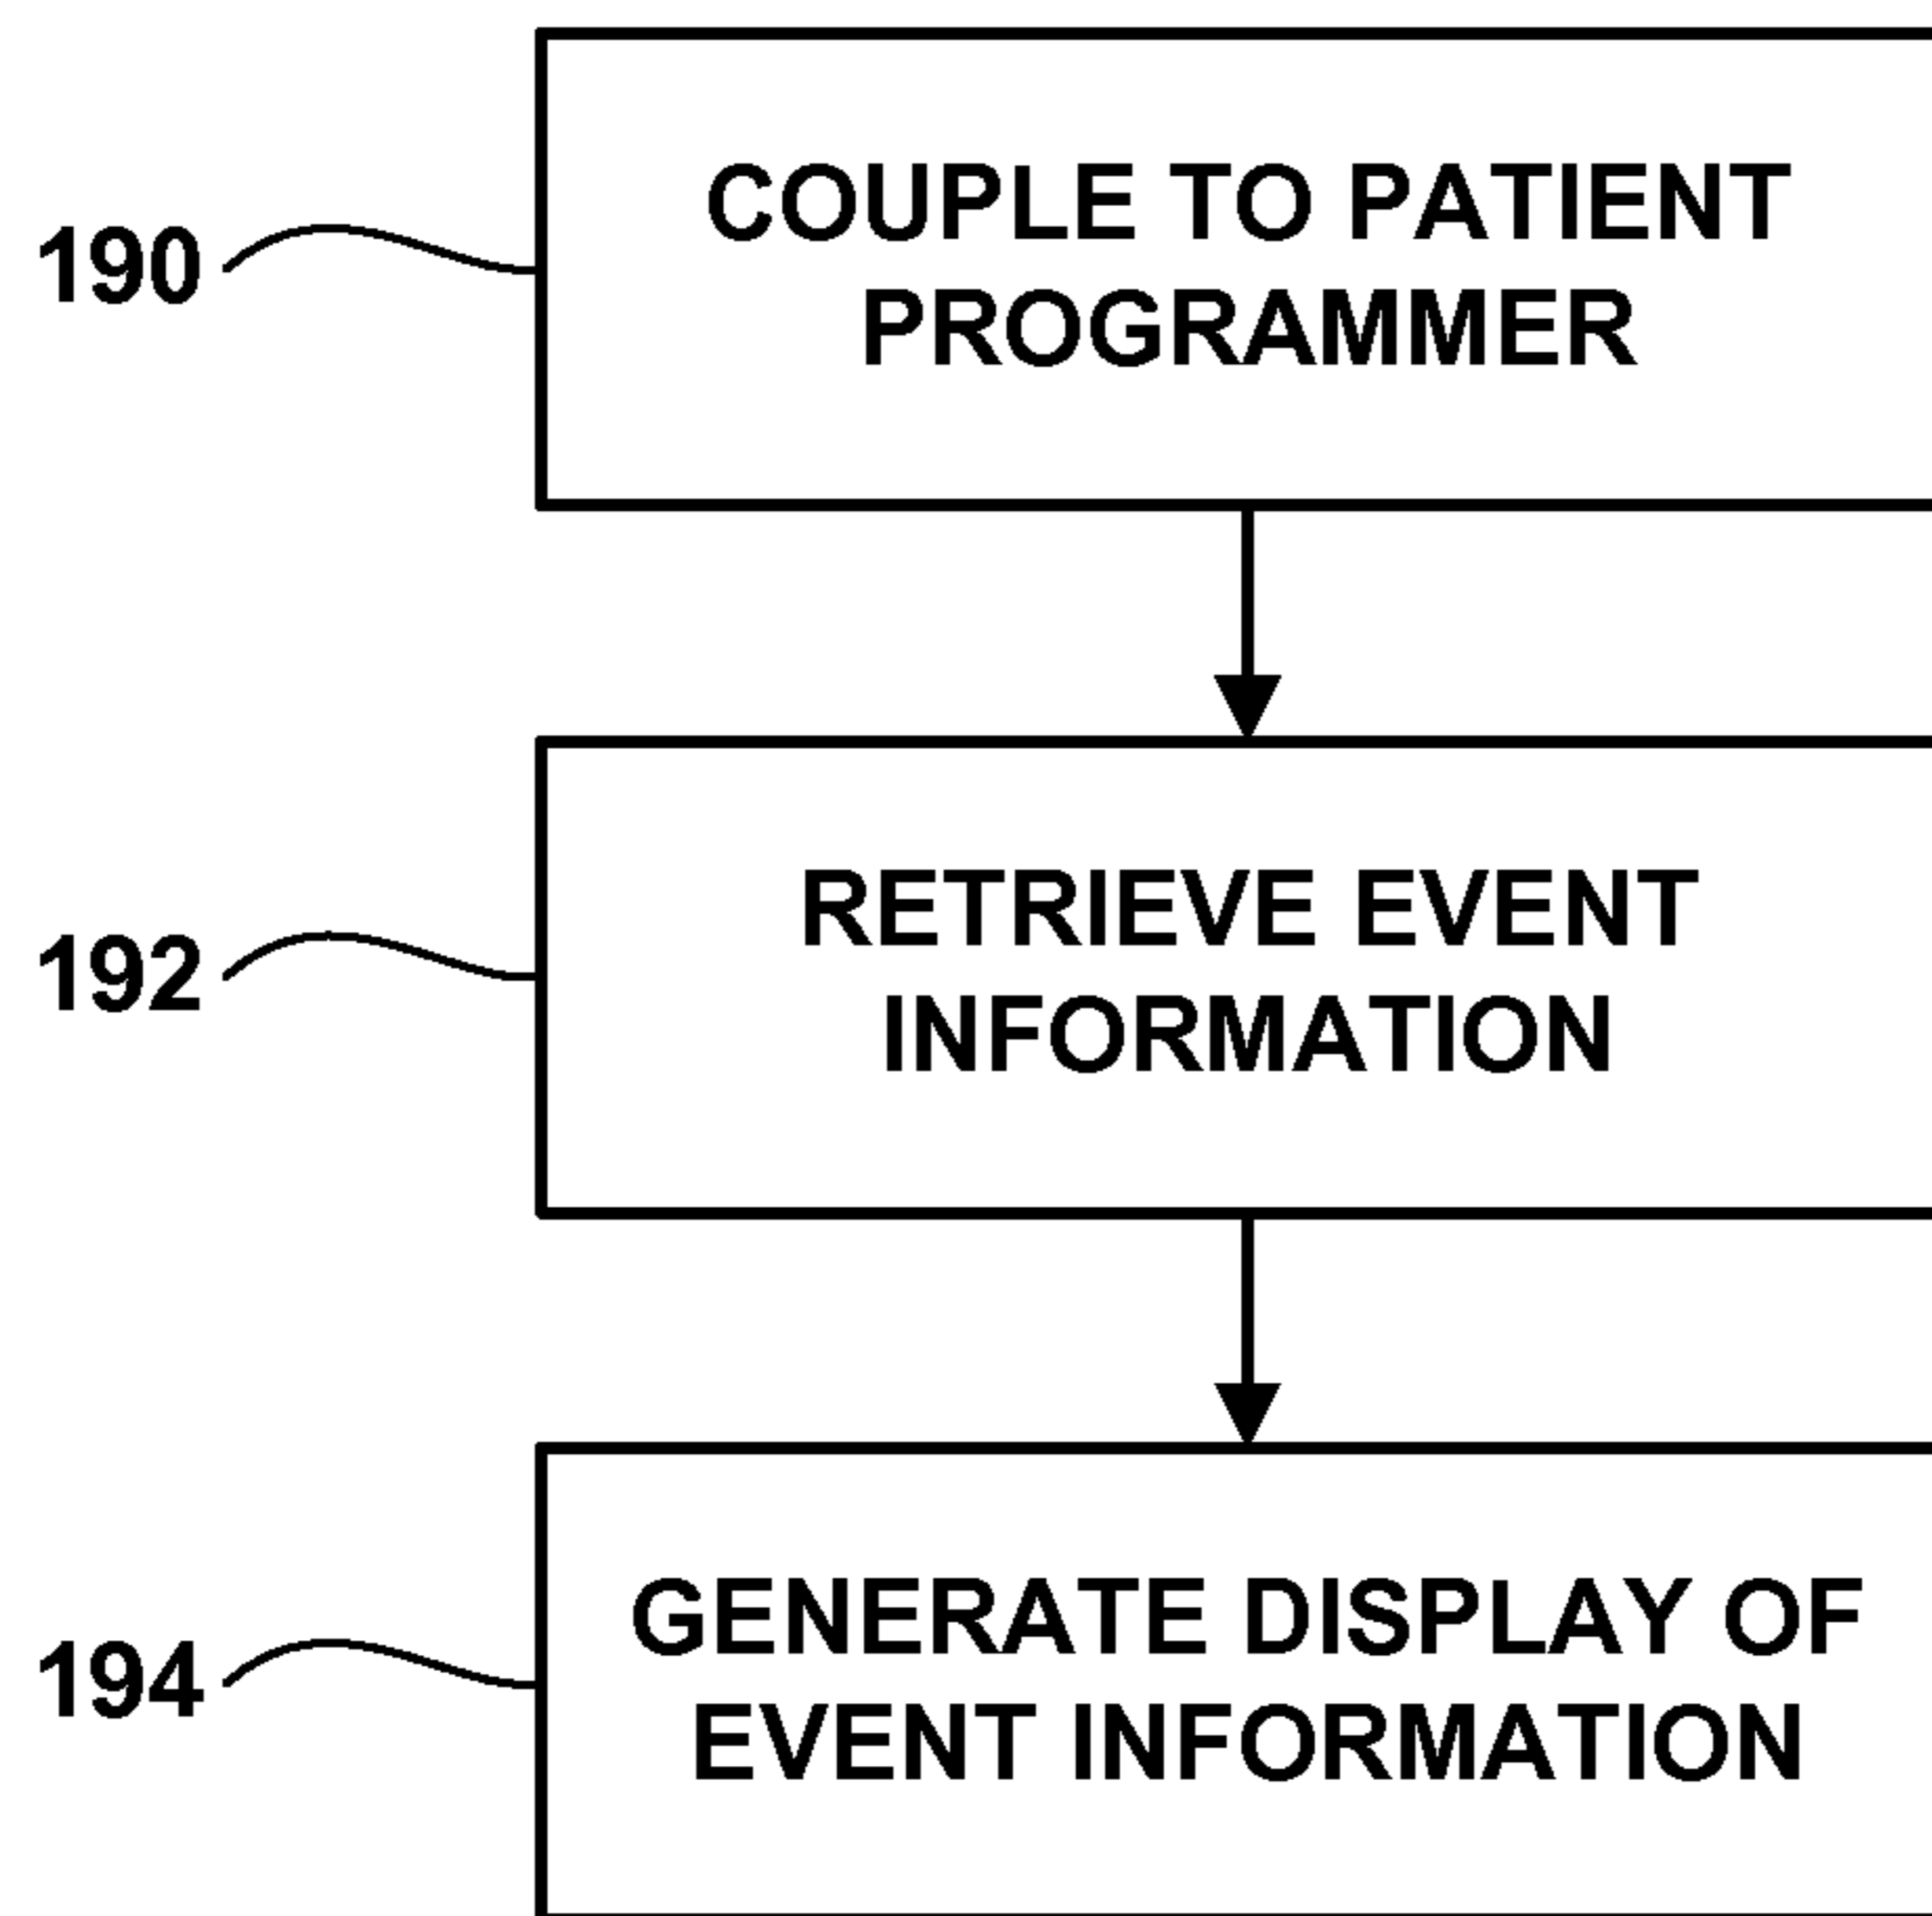 190
COUPLE TO PATIENT
PROGRAMMER
192
RETRIEVE EVENT
INFORMATION
194
GENERATE DISPLAY OF
EVENT INFORMATION